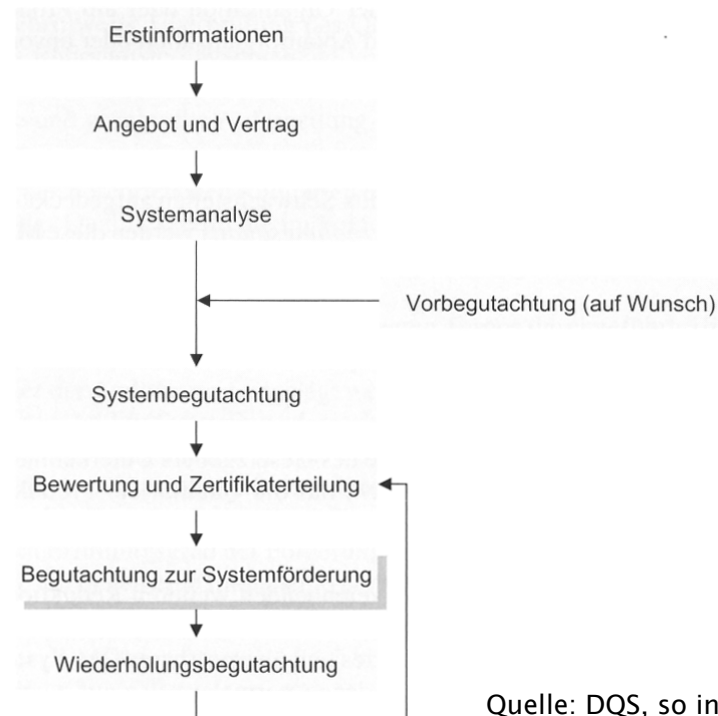 Erstinformationen
Angebot und Vertrag
Systemanalyse
Vorbegutachtung (auf Wunsch)
Systembegutachtung
Bewertung und Zertifikaterteilung
Begutachtung zur Systemförderung
Wiederholungsbegutachtung
Quelle: DQS, so in